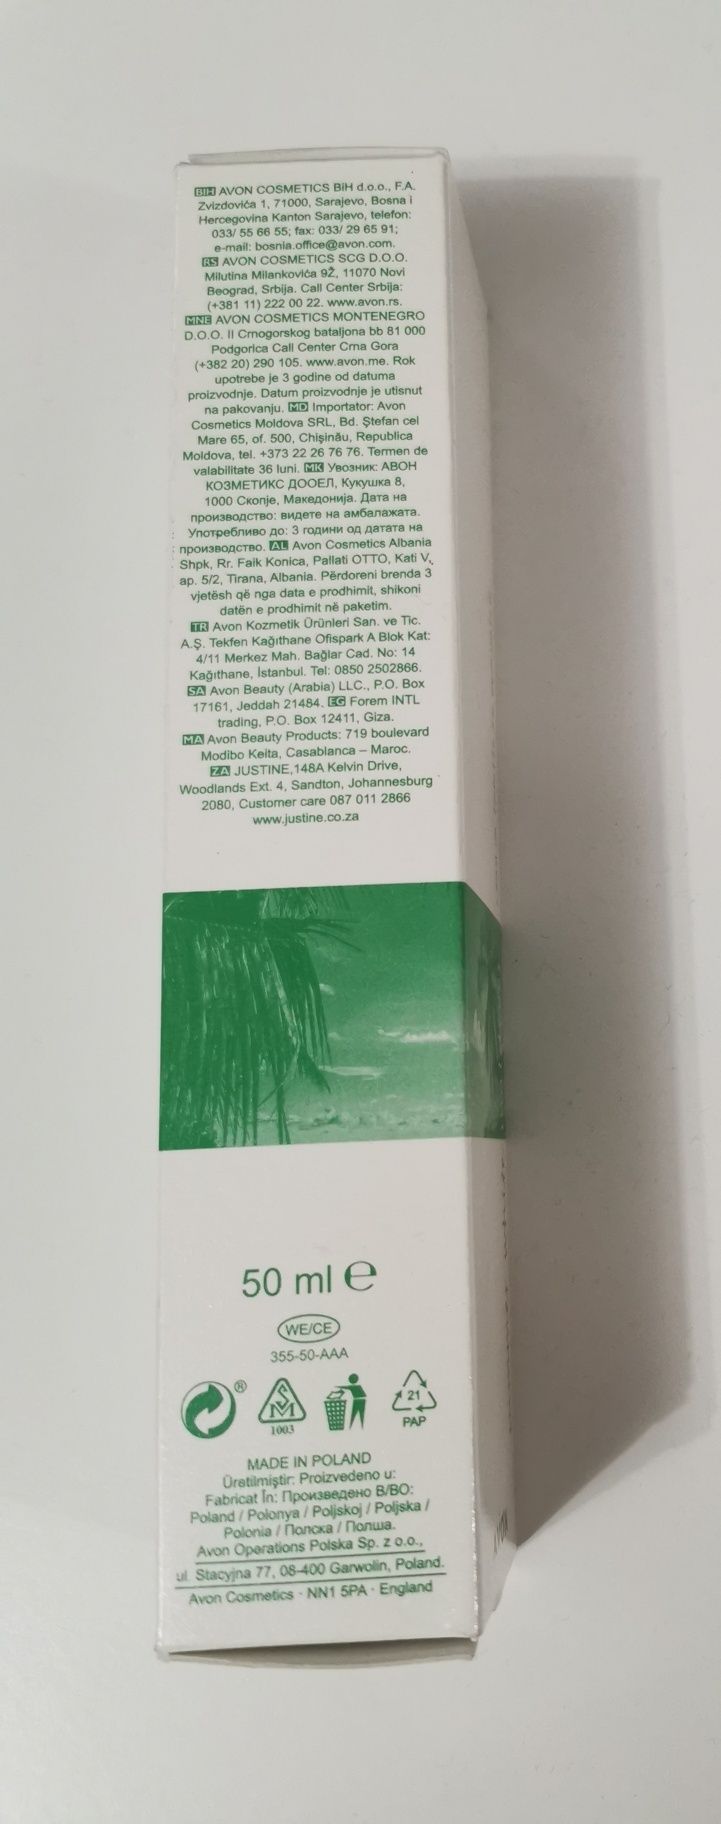 BIH AVON COSMETICS BiH d.o.o., F.A.
Zvizdovića 1, 71000, Sarajevo, Bosna i
Hercegovina Kanton Sarajevo, telefon:
033/ 55 66 55; fax: 033/ 29 65 91;
e-mail: bosnia.office@avon.com.
RS AVON COSMETICS SCG D.O.O.
Milutina Milankovića 9Ž, 11070 Novi
Beograd, Srbija. Call Center Srbija:
(+381 11) 222 00 22. www.avon.rs.
MNE AVON COSMETICS MONTENEGRO
D.O.O. II Crnogorskog bataljona bb 81 000
Podgorica Call Center Crna Gora
(+382 20) 290 105. www.avon.me. Rok
upotrebe je 3 godine od datuma
proizvodnje. Datum proizvodnje je utisnut
na pakovanju. MD Importator: Avon
Cosmetics Moldova SRL, Bd. Ştefan cel
Mare 65, of. 500, Chişinău, Republica
Moldova, tel. +373 22 26 76 76. Termen de
valabilitate 36 luni. MK Увозник: АВОН
КОЗМЕТИКС ДООЕЛ, Кукушка 8,
1000 Скопје, Македонија. Дата на
производство: видете на амбалажата.
Употребливо до: 3 години од датата на
производство. AL Avon Cosmetics Albania
Shpk, Rr. Faik Konica, Pallati OTTO, Kati V,
ap. 5/2, Tirana, Albania. Përdoreni brenda 3
vjetësh që nga data e prodhimit, shikoni
datën e prodhimit në paketim.
TR Avon Kozmetik Ürünleri San. ve Tic.
A.Ş. Tekfen Kağıthane Ofispark A Blok Kat:
4/11 Merkez Mah. Bağlar Cad. No: 14
Kağıthane, İstanbul. Tel: 0850 2502866.
SA Avon Beauty (Arabia) LLC., P.O. Box
17161, Jeddah 21484. EG Forem INTL
trading, P.O. Box 12411, Giza.
MA Avon Beauty Products: 719 boulevard
Modibo Keita, Casablanca – Maroc.
ZA JUSTINE,148A Kelvin Drive,
Woodlands Ext. 4, Sandton, Johannesburg
2080, Customer care 087 011 2866
www.justine.co.za
50 ml ℮
WE/CE
355-50-AAA
®
SM
1003
21
PAP
MADE IN POLAND
Üretilmiştir: Proizvedeno u:
Fabricat În: Произведено В/ВО:
Poland / Polonya / Poljskoj / Poljska /
Polonia / Полска / Полша.
Avon Operations Polska Sp. z o.o.,
ul. Stacyjna 77, 08-400 Garwolin, Poland.
Avon Cosmetics · NN1 5PA · England